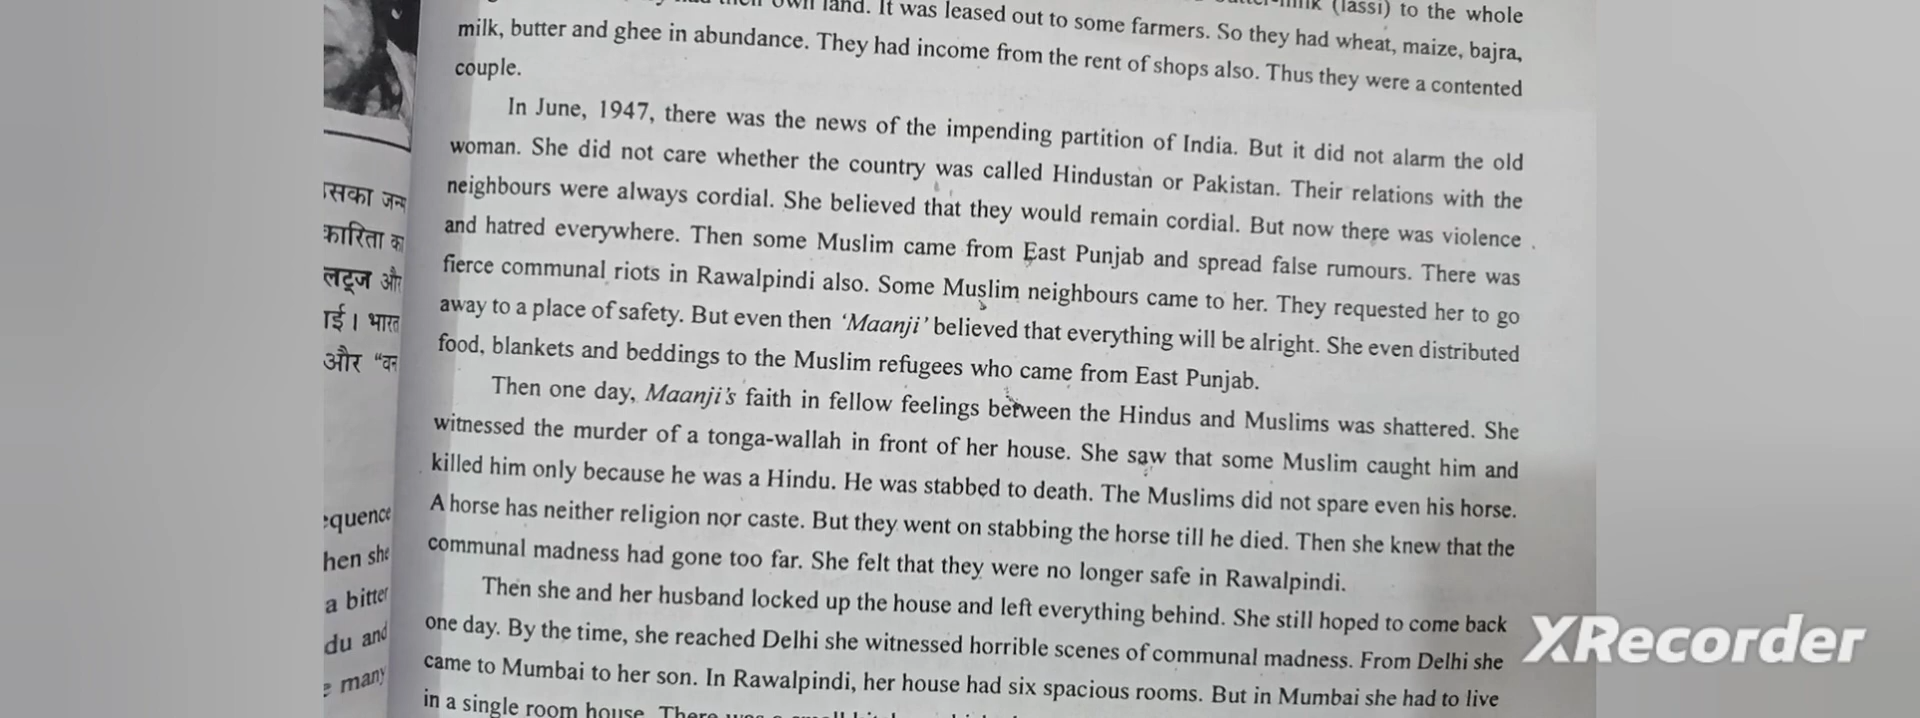 own land. It was leased out to some farmers. So they had wheat, maize, bajra,
(lassi) to the whole
milk, butter and ghee in abundance. They had income from the rent of shops also. Thus they were a contented
couple.
In June, 1947, there was the news of the impending partition of India. But it did not alarm the old
woman. She did not care whether the country was called Hindustan or Pakistan. Their relations with the
neighbours were always cordial. She believed that they would remain cordial. But now there was violence
and hatred everywhere. Then some Muslim came from East Punjab and spread false rumours. There was
fierce communal riots in Rawalpindi also. Some Muslim neighbours came to her. They requested her to go
away to a place of safety. But even then ‘Maanji’ believed that everything will be alright. She even distributed
food, blankets and beddings to the Muslim refugees who came from East Punjab.
Then one day, Maanji’s faith in fellow feelings between the Hindus and Muslims was shattered. She
witnessed the murder of a tonga-wallah in front of her house. She saw that some Muslim caught him and
killed him only because he was a Hindu. He was stabbed to death. The Muslims did not spare even his horse.
A horse has neither religion nor caste. But they went on stabbing the horse till he died. Then she knew that the
communal madness had gone too far. She felt that they were no longer safe in Rawalpindi.
Then she and her husband locked up the house and left everything behind. She still hoped to come back
one day. By the time, she reached Delhi she witnessed horrible scenes of communal madness. From Delhi she
came to Mumbai to her son. In Rawalpindi, her house had six spacious rooms. But in Mumbai she had to live
in a single room house. There was a small
सका जन्म
कारिता का
लट्ज और
ई। भारत
और “वन
equence
hen she
a bitter
du and
many
XRecorder